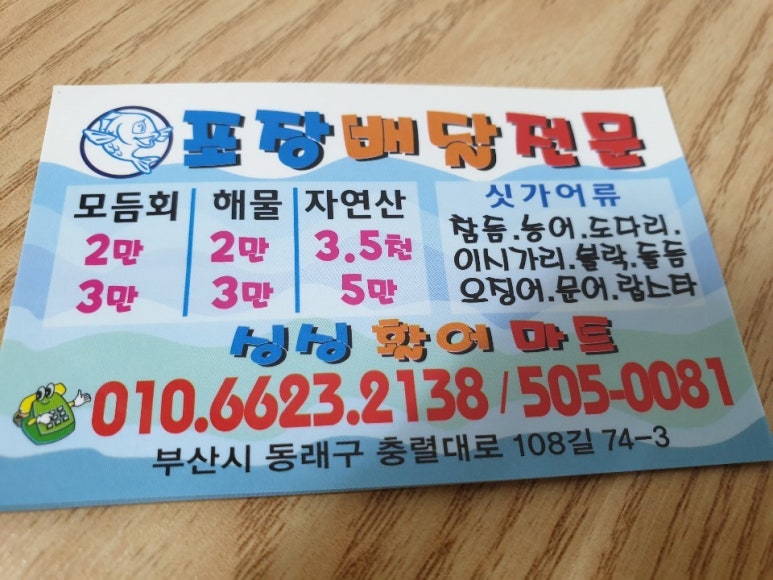 포장배달전문
모듬회 해물 자연산
2만 2만 3.5천
3만 3만 5만
싯가어류
참돔.농어.도다리.
이시가리.볼락.돌돔
오징어.문어.랍스타
싱싱 활어 마트
010.6623.2138 / 505-0081
부산시 동래구 충렬대로 108길 74-3